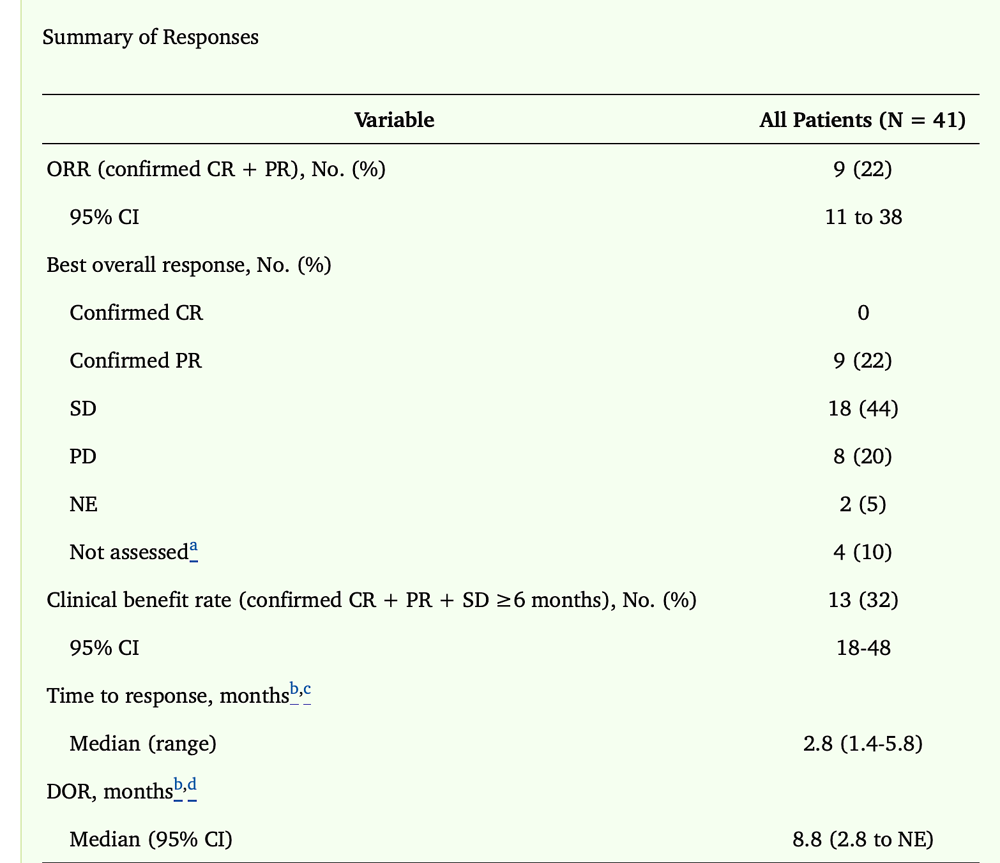 Summary of Responses
Variable All Patients (N = 41)
ORR (confirmed CR + PR), No. (%) 9 (22)
95% CI 11 to 38
Best overall response, No. (%)
Confirmed CR 0
Confirmed PR 9 (22)
SD 18 (44)
PD 8 (20)
NE 2 (5)
Not assessed a 4 (10)
Clinical benefit rate (confirmed CR + PR + SD ≥6 months), No. (%) 13 (32)
95% CI 18-48
Time to response, months b,c
Median (range) 2.8 (1.4-5.8)
DOR, months b,d
Median (95% CI) 8.8 (2.8 to NE)